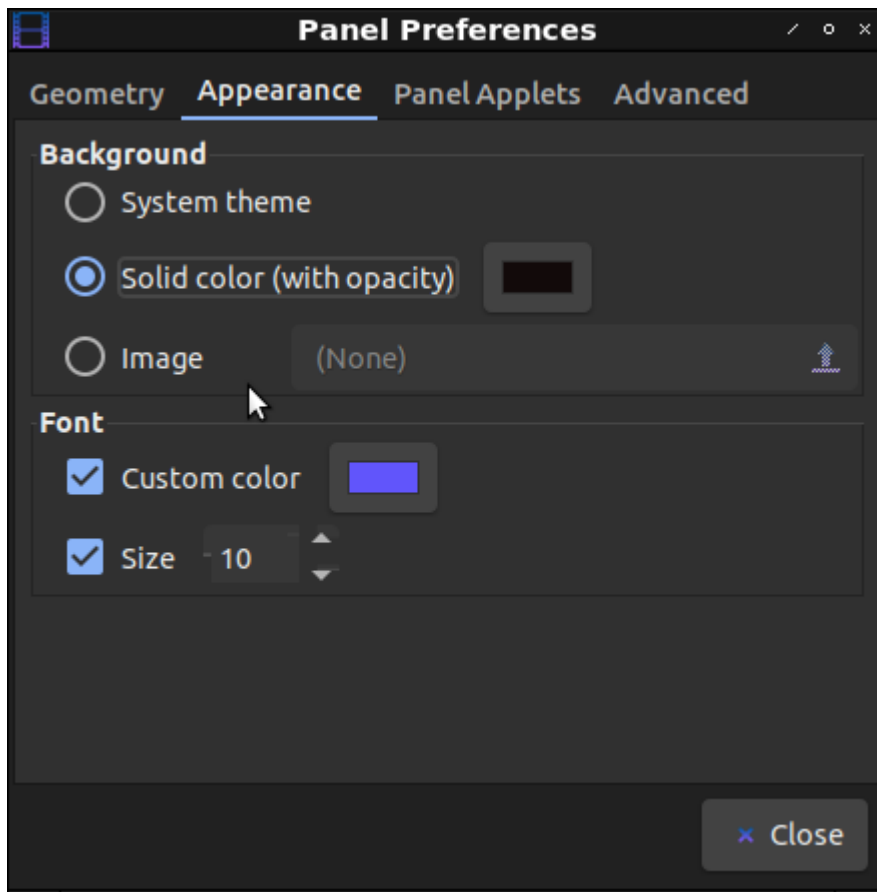 Panel Preferences
Geometry Appearance Panel Applets Advanced
Background
System theme
Solid color (with opacity)
Image (None)
Font
Custom color
Size 10
Close